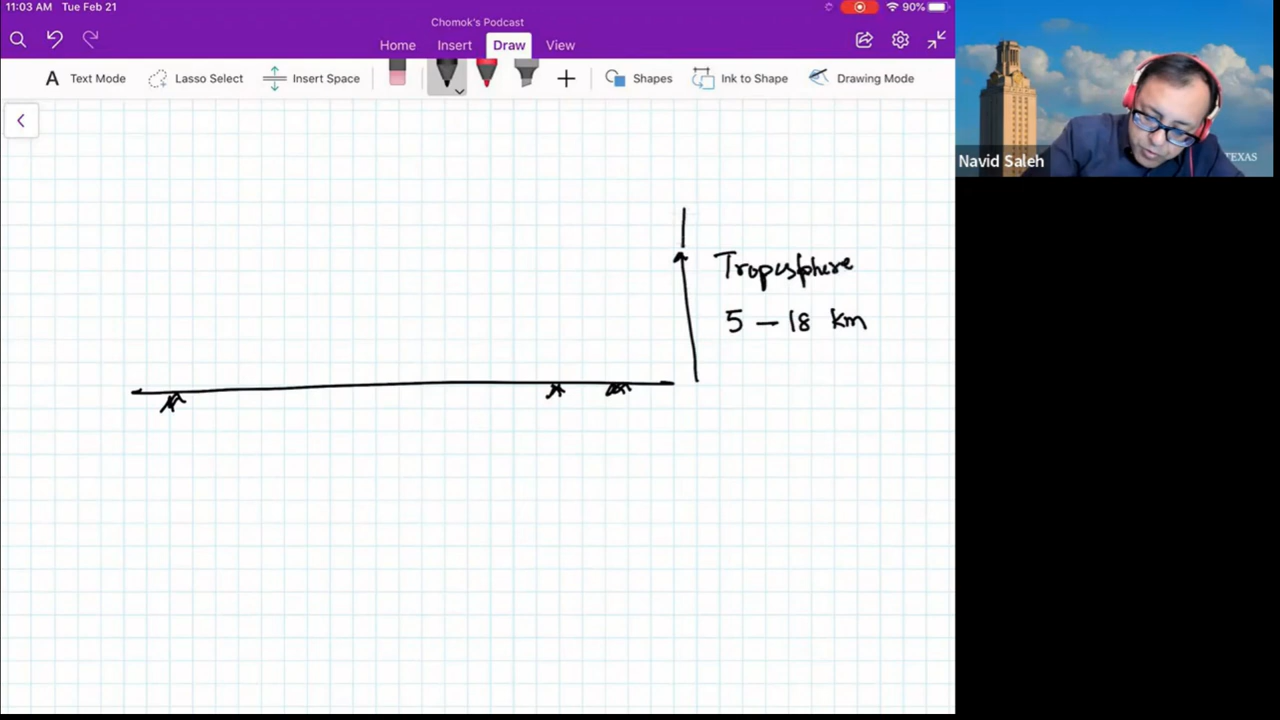 11:03 AM Tue Feb 21
90%
Chomok's Podcast
Home Insert Draw View
Text Mode Lasso Select Insert Space Shapes Ink to Shape Drawing Mode
Navid Saleh
TEXAS
Troposphere
5 – 18 km